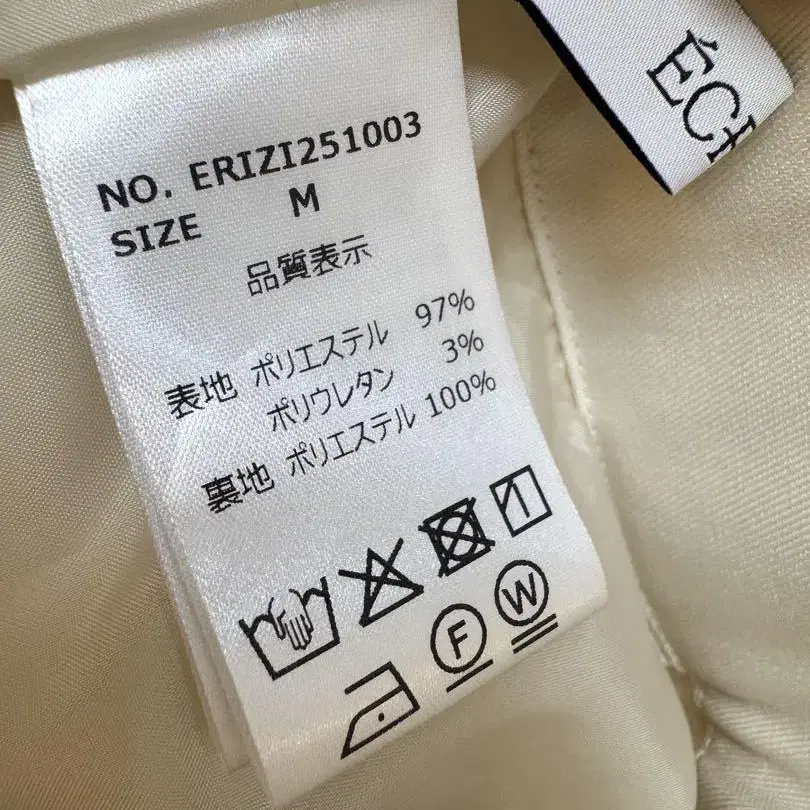 NO. ERIZI251003
SIZE M
品質表示
表地 ポリエステル 97%
ポリウレタン 3%
裏地 ポリエステル 100%
F
W